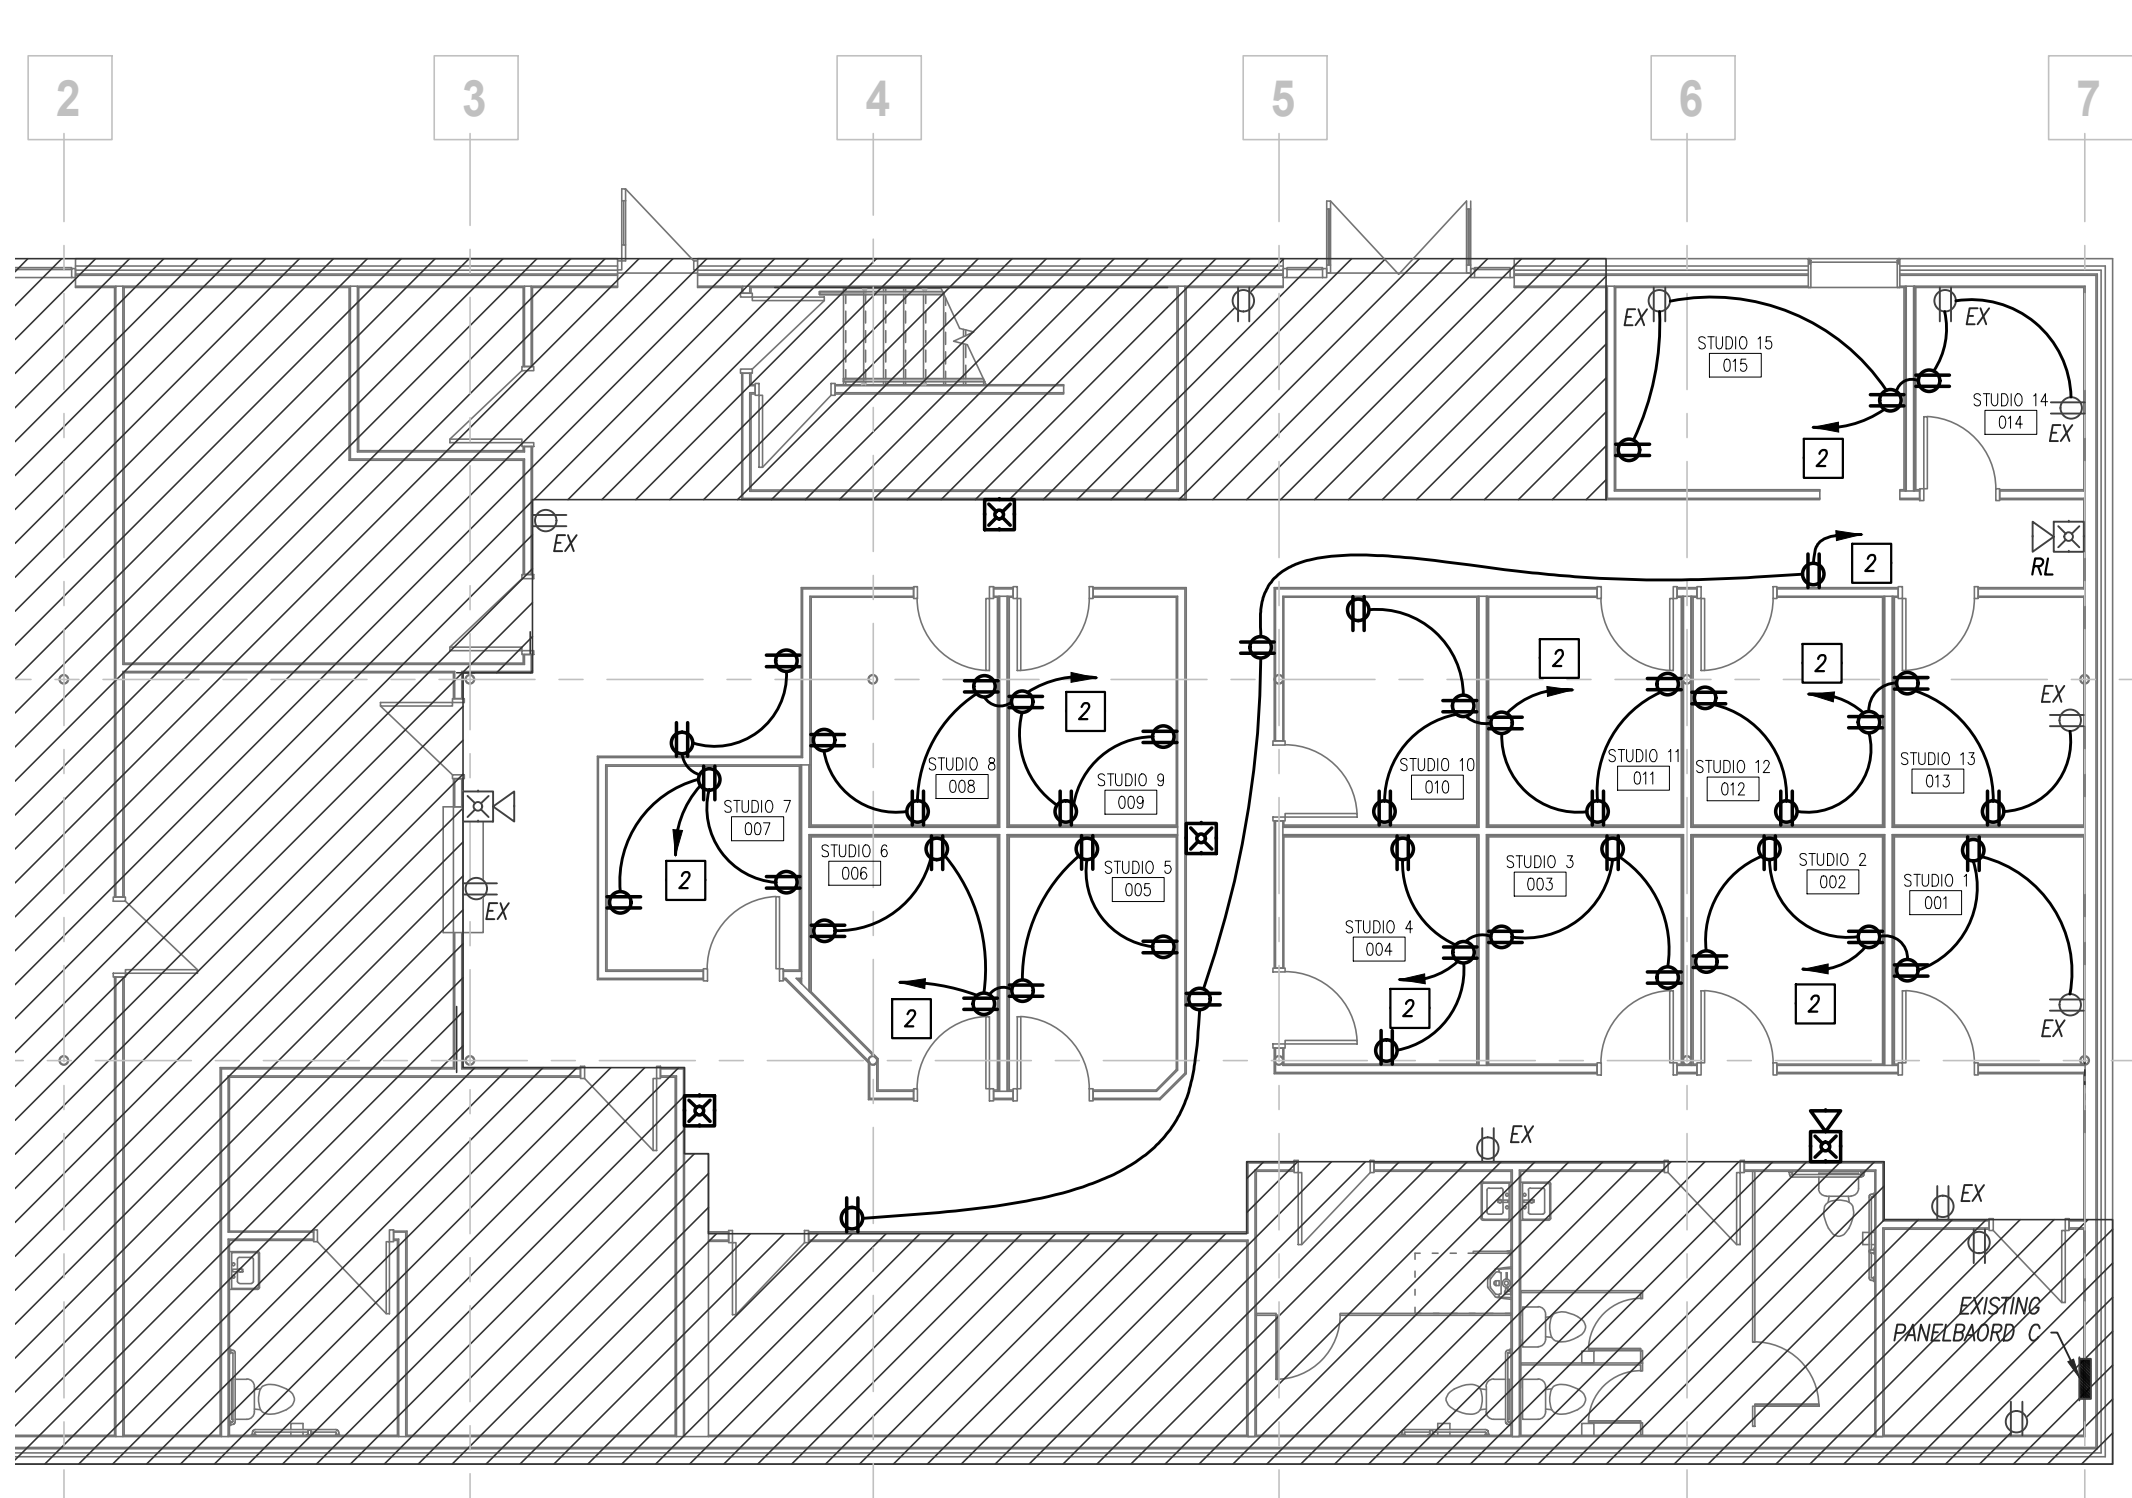 2 3 4 5 6 7
EX
EX
STUDIO 15
015
STUDIO 14
014
EX
2
EX
2
RL
2
2
2
EX
STUDIO 8
008
STUDIO 9
009
STUDIO 10
010
STUDIO 11
011
STUDIO 12
012
STUDIO 13
013
STUDIO 7
007
STUDIO 6
006
STUDIO 5
005
STUDIO 3
003
STUDIO 2
002
STUDIO 1
001
2
EX
STUDIO 4
004
2
2
2
EX
EX
EX
EXISTING
PANELBAORD C